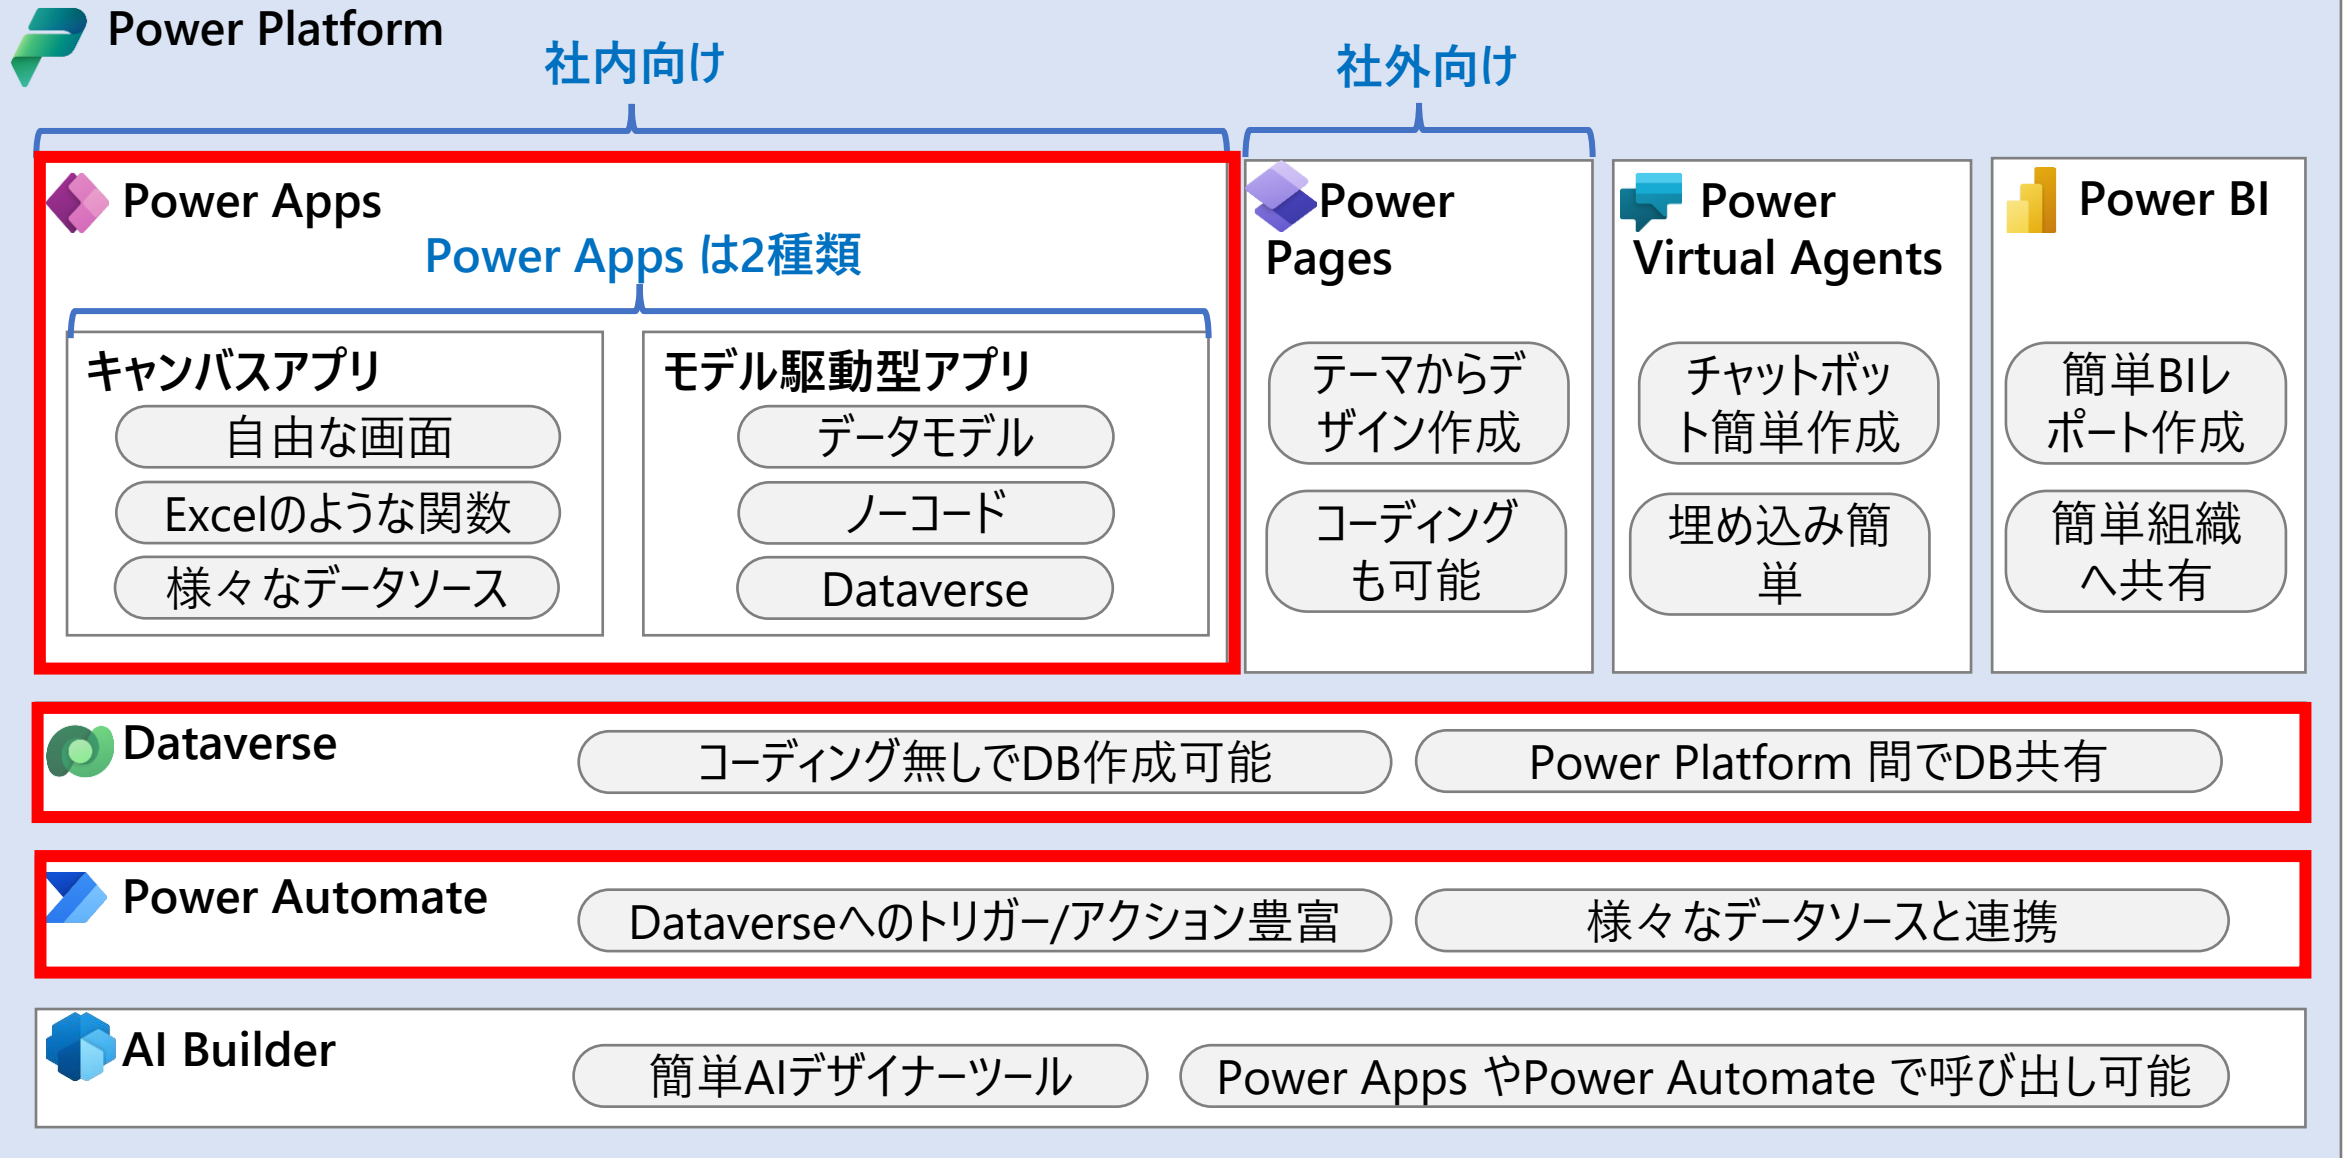 Power Platform
社内向け
社外向け
Power Apps
Power Apps は2種類
キャンバスアプリ
自由な画面
Excelのような関数
様々なデータソース
モデル駆動型アプリ
データモデル
ノーコード
Dataverse
Power
Pages
テーマからデ
ザイン作成
コーディング
も可能
Power
Virtual Agents
チャットボッ
ト簡単作成
埋め込み簡
単
Power BI
簡単BIレ
ポート作成
簡単組織
へ共有
Dataverse
コーディング無しでDB作成可能
Power Platform 間でDB共有
Power Automate
Dataverseへのトリガー/アクション豊富
様々なデータソースと連携
AI Builder
簡単AIデザイナーツール
Power Apps やPower Automate で呼び出し可能